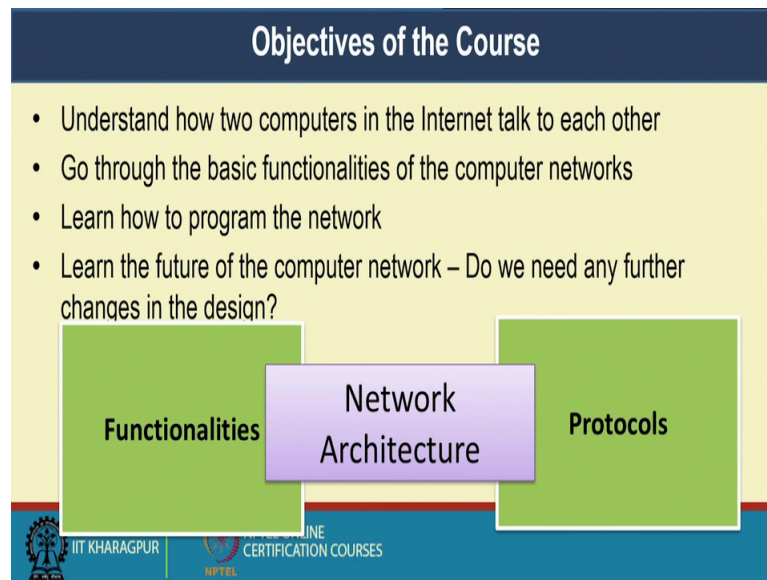 Objectives of the Course
• Understand how two computers in the Internet talk to each other
• Go through the basic functionalities of the computer networks
• Learn how to program the network
• Learn the future of the computer network – Do we need any further
changes in the design?
Functionalities
Network
Architecture
Protocols
IIT KHARAGPUR
CERTIFICATION COURSES
NPTEL